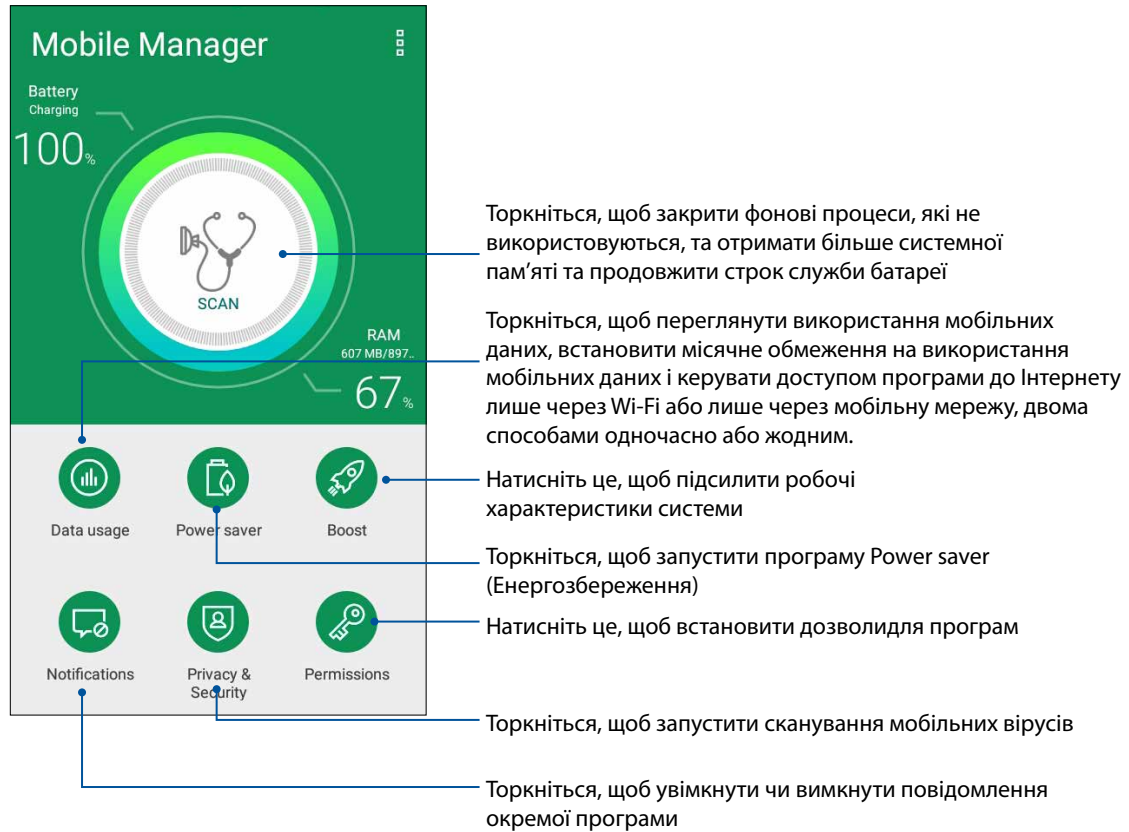 Mobile Manager
Battery
Charging
100%
SCAN
RAM
607 MB/897..
67%
Data usage
Power saver
Boost
Notifications
Privacy &
Security
Permissions
Торкніться, щоб закрити фонові процеси, які не
використовуються, та отримати більше системної
пам’яті та продовжити строк служби батареї
Торкніться, щоб переглянути використання мобільних
даних, встановити місячне обмеження на використання
мобільних даних і керувати доступом програми до Інтернету
лише через Wi-Fi або лише через мобільну мережу, двома
способами одночасно або жодним.
Натисніть це, щоб підсилити робочі
характеристики системи
Торкніться, щоб запустити програму Power saver
(Енергозбереження)
Натисніть це, щоб встановити дозволидля програм
Торкніться, щоб запустити сканування мобільних вірусів
Торкніться, щоб увімкнути чи вимкнути повідомлення
окремої програми